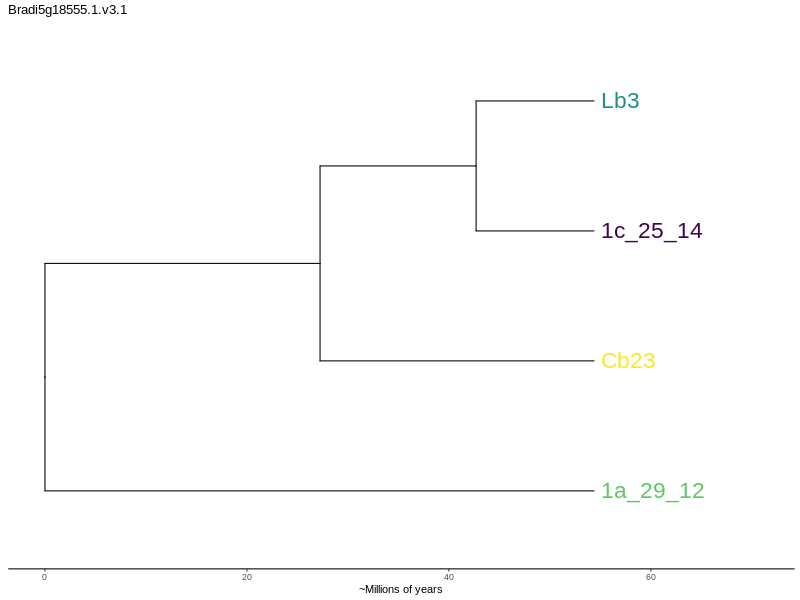 Bradi5g18555.1.v3.1
Lb3
1c_25_14
Cb23
1a_29_12
0 20 40 60
~Millions of years